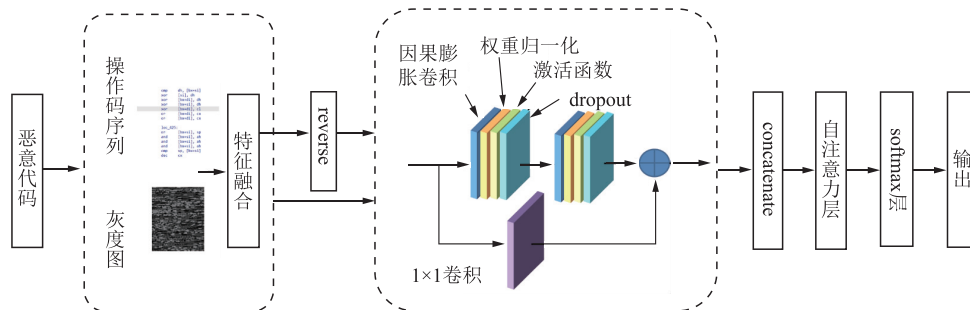 恶意代码
操作码序列
灰度图
特征融合
reverse
因果膨
胀卷积
权重归一化
激活函数
dropout
1×1卷积
concatenate
自注意力层
softmax层
输出